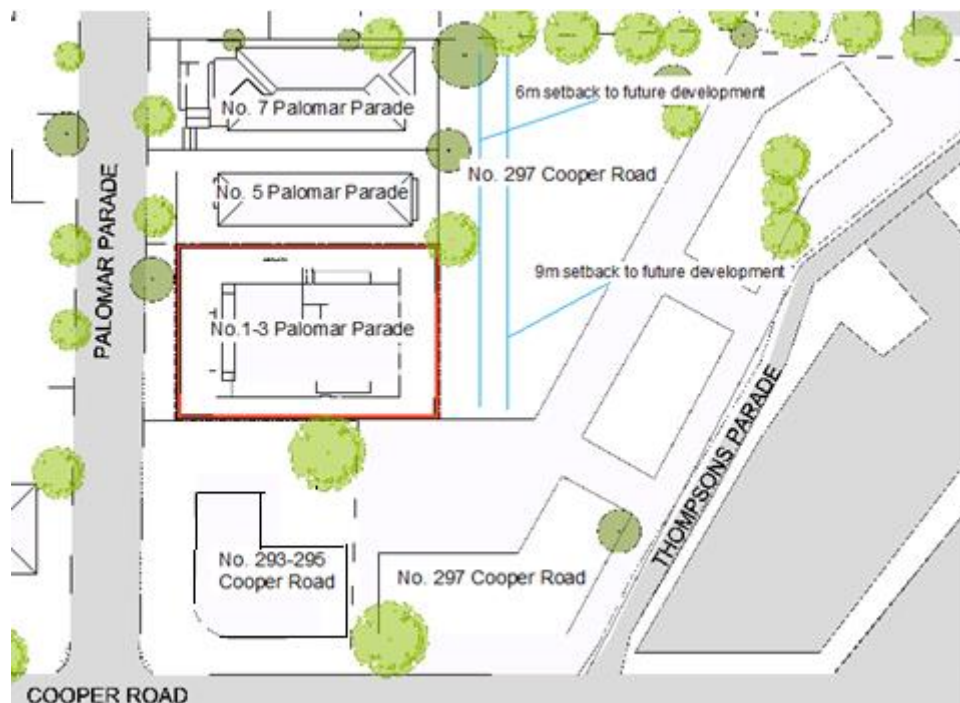 6m setback to future development
No. 7 Palomar Parade
No. 297 Cooper Road
No. 5 Palomar Parade
PALOMAR PARADE
9m setback to future development
No.1-3 Palomar Parade
THOMPSONS PARADE
No. 293-295
Cooper Road
No. 297 Cooper Road
COOPER ROAD